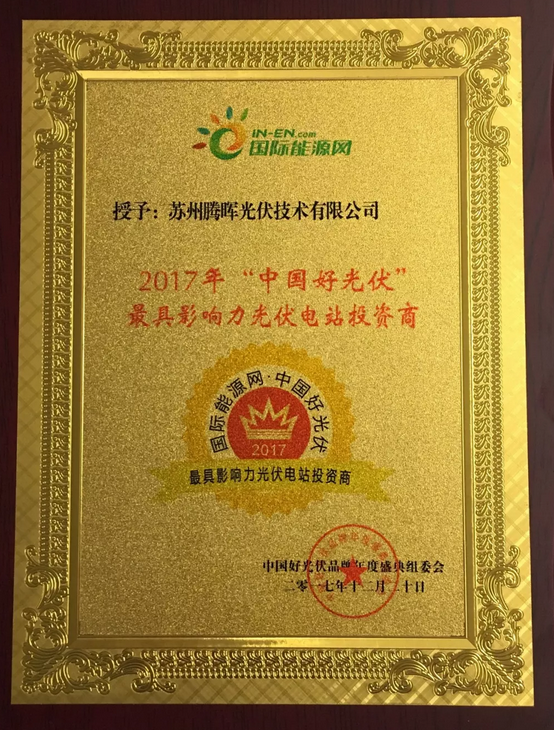 IN-EN.com
国际能源网
授予：苏州腾晖光伏技术有限公司
2017年“中国好光伏”
最具影响力光伏电站投资商
国际能源网·中国好光伏
2017
最具影响力光伏电站投资商
中国好光伏品牌年度盛典组委会
二零一七年十二月二十日